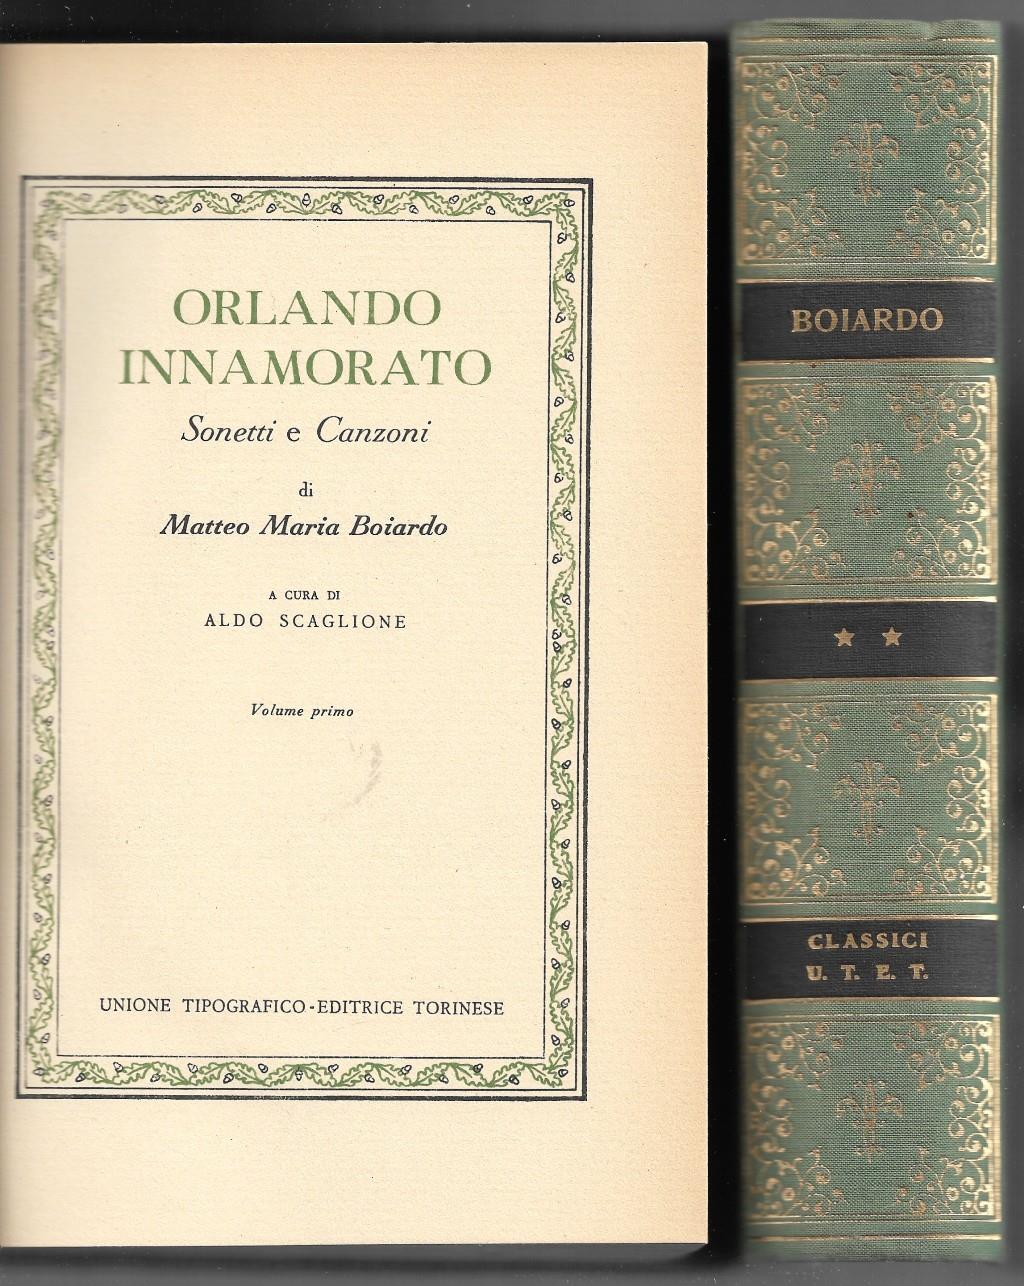 ORLANDO
INNAMORATO
Sonetti e Canzoni
di
Matteo Maria Boiardo
A CURA DI
ALDO SCAGLIONE
Volume primo
UNIONE TIPOGRAFICO-EDITRICE TORINESE
BOIARDO
CLASSICI
U. T. E. T.